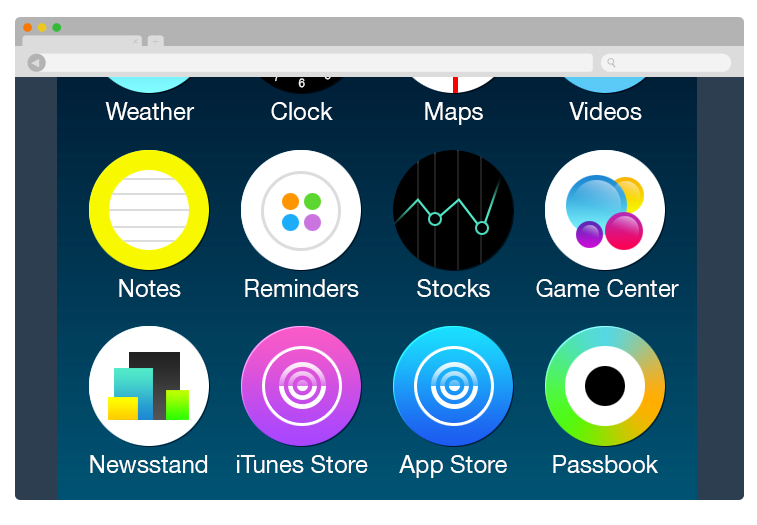 6
Weather Clock Maps Videos
Notes Reminders Stocks Game Center
Newsstand iTunes Store App Store Passbook